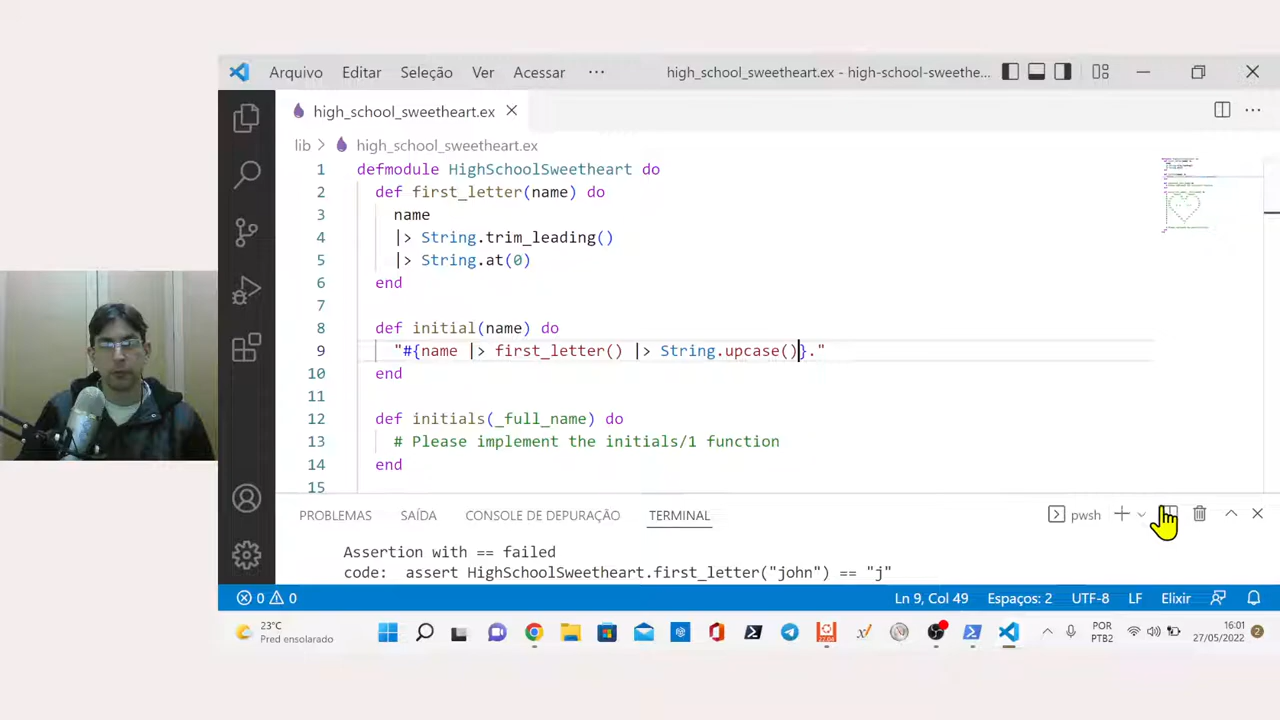 Arquivo Editar Seleção Ver Acessar ··· high_school_sweetheart.ex - high-school-sweethe...
high_school_sweetheart.ex
lib > high_school_sweetheart.ex
1 defmodule HighSchoolSweetheart do
2 def first_letter(name) do
3 name
4 |> String.trim_leading()
5 |> String.at(0)
6 end
7
8 def initial(name) do
9 "#{name |> first_letter() |> String.upcase()}."
10 end
11
12 def initials(_full_name) do
13 # Please implement the initials/1 function
14 end
15
PROBLEMAS SAÍDA CONSOLE DE DEPURAÇÃO TERMINAL pwsh
Assertion with == failed
code: assert HighSchoolSweetheart.first_letter("john") == "j"
0 0 Ln 9, Col 49 Espaços: 2 UTF-8 LF Elixir
23°C
Pred ensolarado
POR
PTB2
16:01
27/05/2022
2